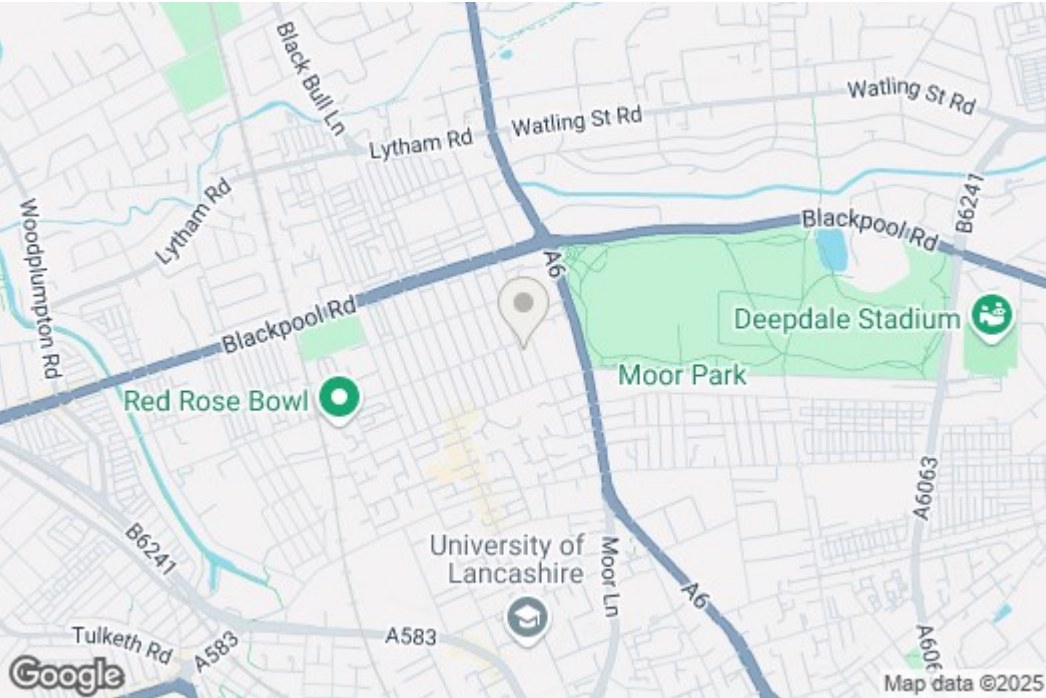 Black Bull Ln
Lytham Rd
Watling St Rd
Watling St Rd
Lytham Rd
Woodplumpton Rd
B6241
Blackpool Rd
A6
Blackpool Rd
Deepdale Stadium
Moor Park
Red Rose Bowl
A6063
B6241
University of
Lancashire
Moor Ln
A6
Tulketh Rd
A583
A583
Google
Map data ©2025